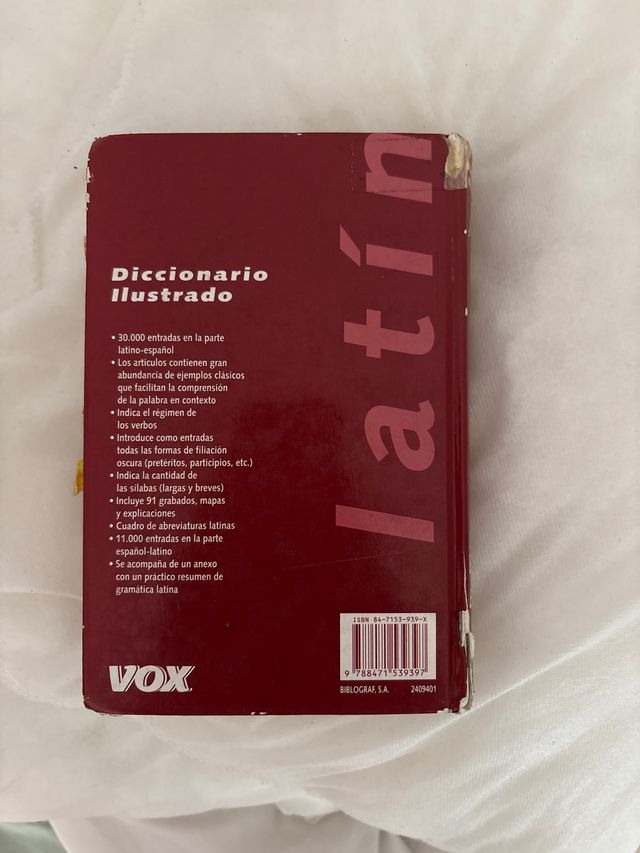 latín
Diccionario
Ilustrado
• 30.000 entradas en la parte
latino-español
• Los artículos contienen gran
abundancia de ejemplos clásicos
que facilitan la comprensión
de la palabra en contexto
• Indica el régimen de
los verbos
• Introduce como entradas
todas las formas de filiación
oscura (pretéritos, participios, etc.)
• Indica la cantidad de
las sílabas (largas y breves)
• Incluye 91 grabados, mapas
y explicaciones
• Cuadro de abreviaturas latinas
• 11.000 entradas en la parte
español-latino
• Se acompaña de un anexo
con un práctico resumen de
gramática latina
VOX
ISBN 84-7153-939-X
9 788471 539397
BIBLOGRAF, S.A. 2409401